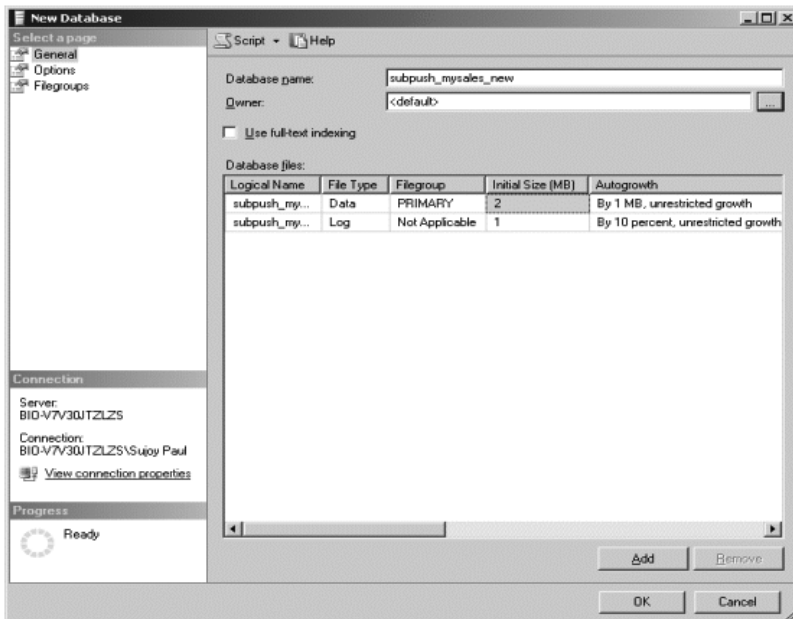 New Database
Select a page
General
Options
Filegroups
Script Help
Database name: subpush_mysales_new
Owner: <default> ...
Use full-text indexing
Database files:
Logical Name File Type Filegroup Initial Size (MB) Autogrowth
subpush_my... Data PRIMARY 2 By 1 MB, unrestricted growth
subpush_my... Log Not Applicable 1 By 10 percent, unrestricted growth
Connection
Server:
BIO-V7V30JTZLZS
Connection:
BIO-V7V30JTZLZS\Sujoy Paul
View connection properties
Progress
Ready
Add Remove
OK Cancel